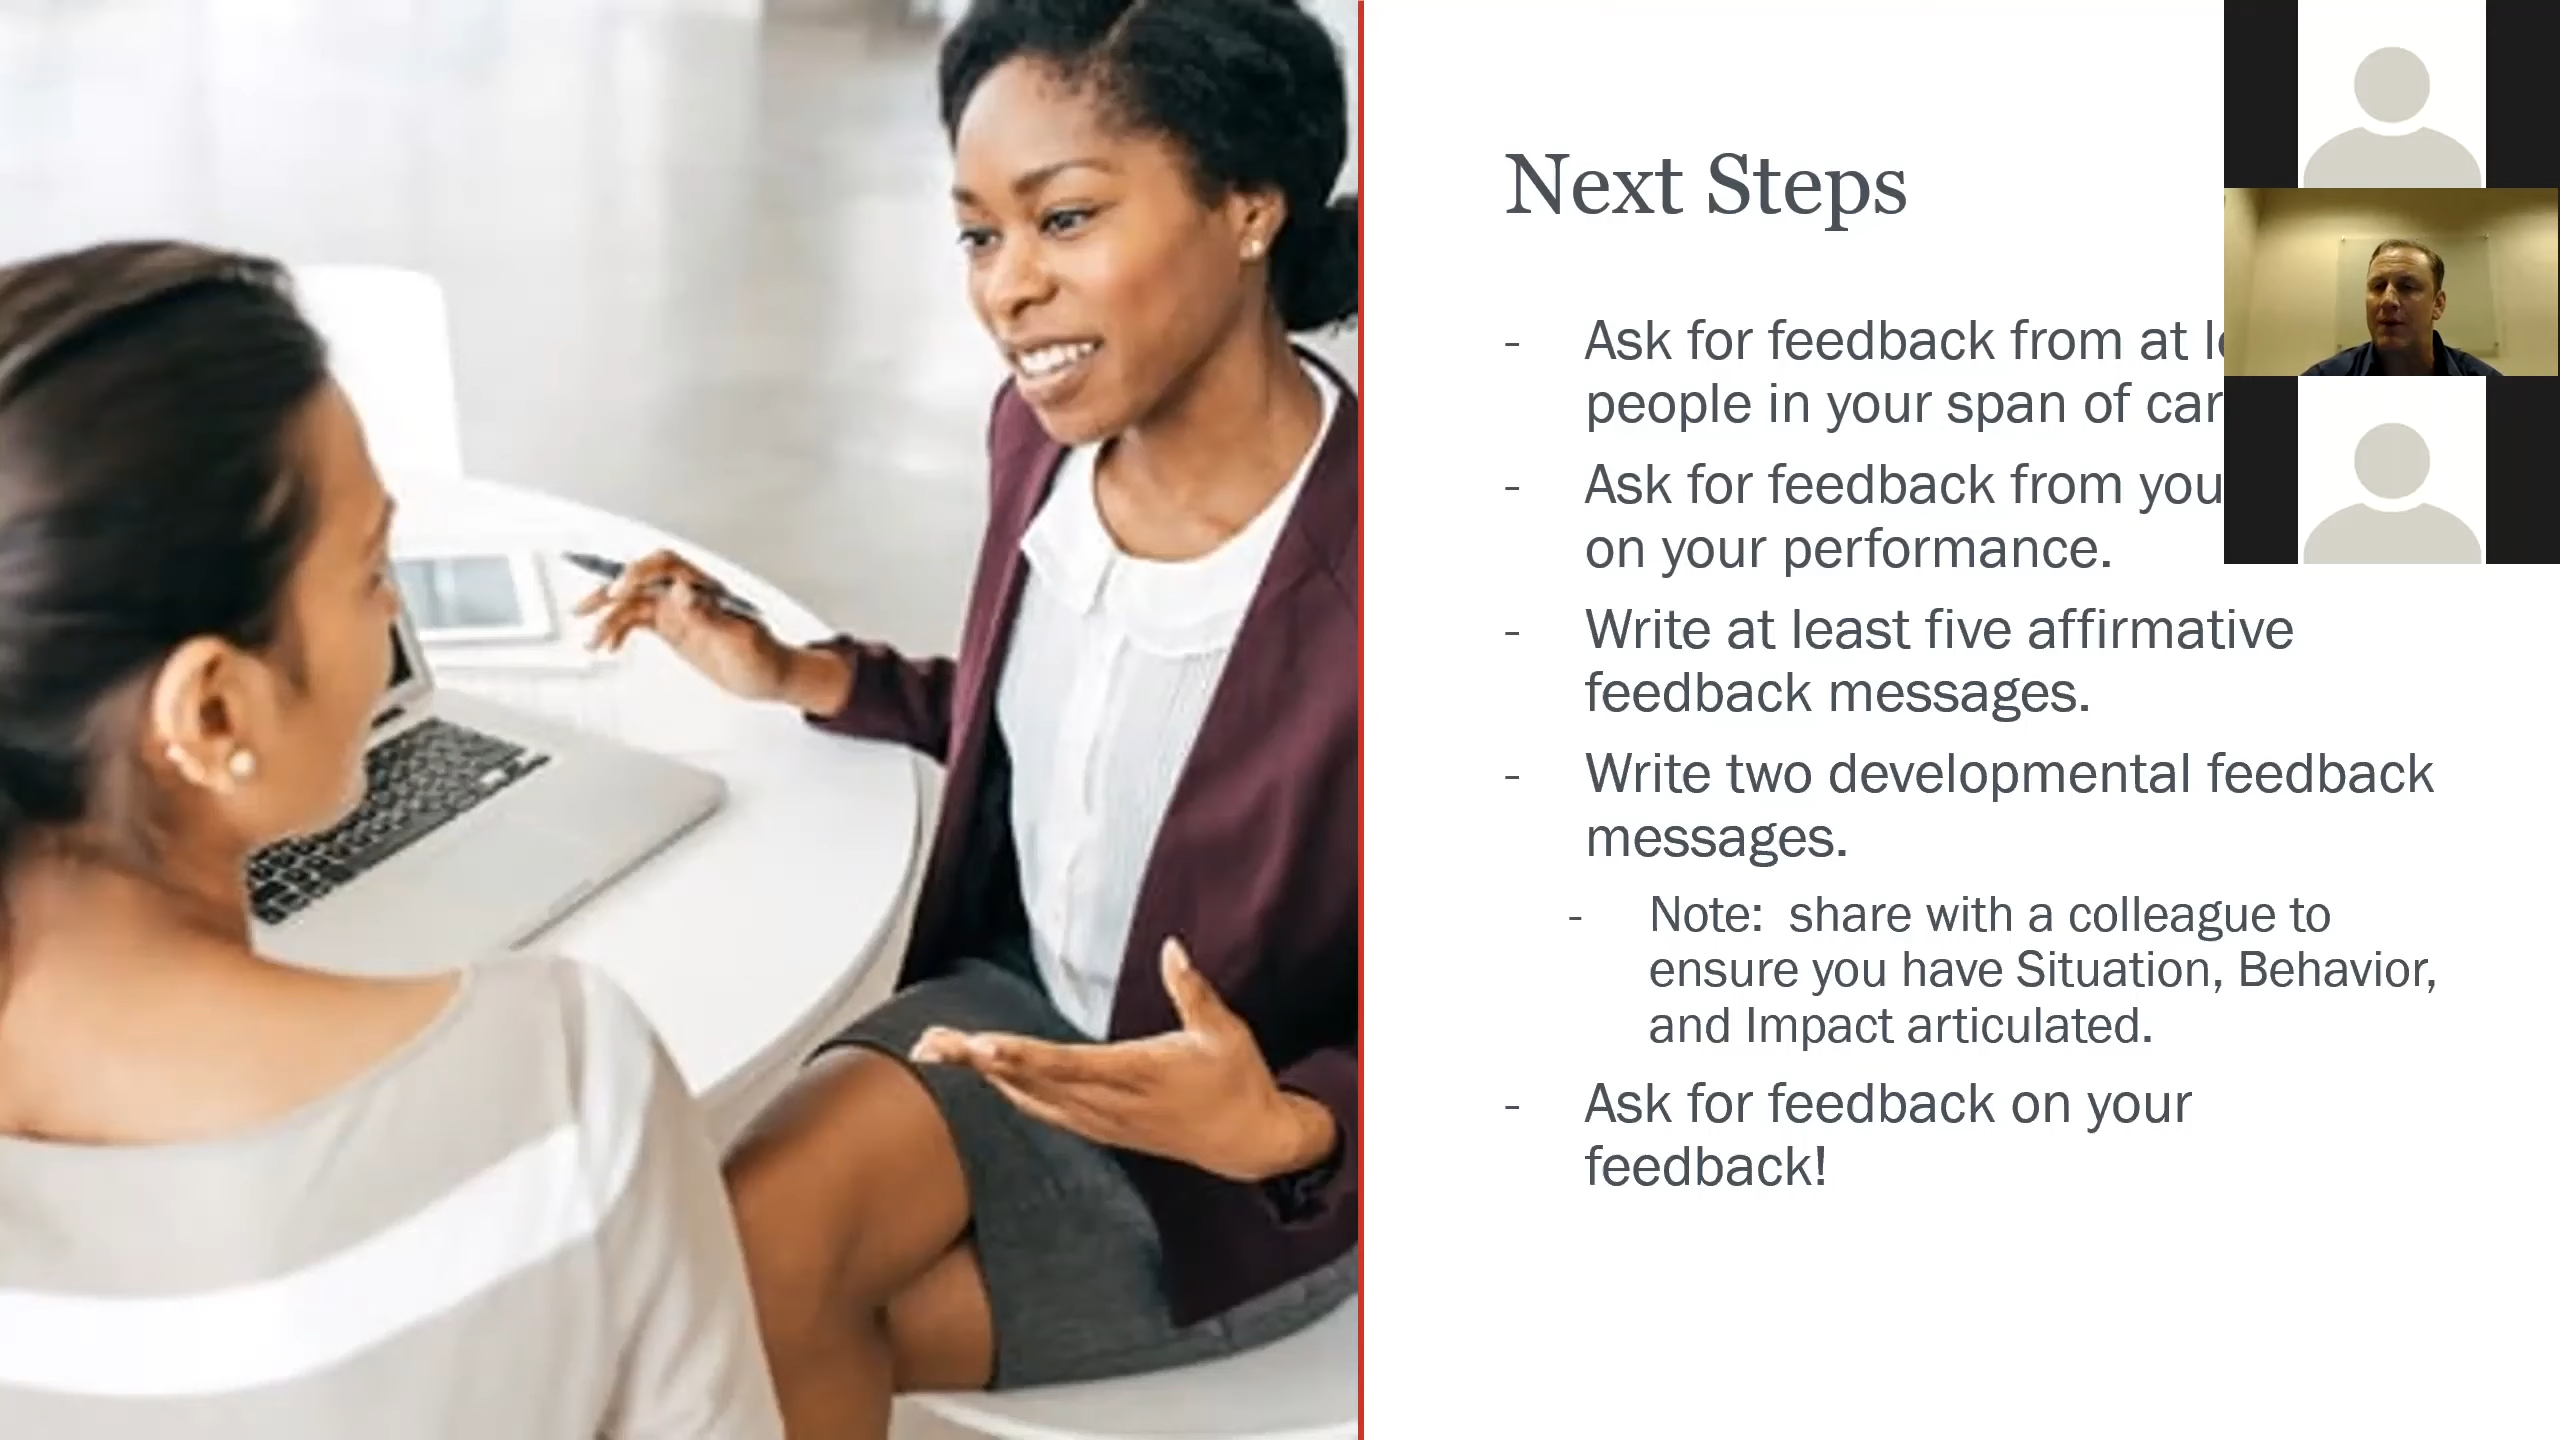 Next Steps
- Ask for feedback from at
people in your span of
- Ask for feedback from
on your performance.
- Write at least five affirmative
feedback messages.
- Write two developmental feedback
messages.
- Note: share with a colleague to
ensure you have Situation, Behavior,
and Impact articulated.
- Ask for feedback on your
feedback!